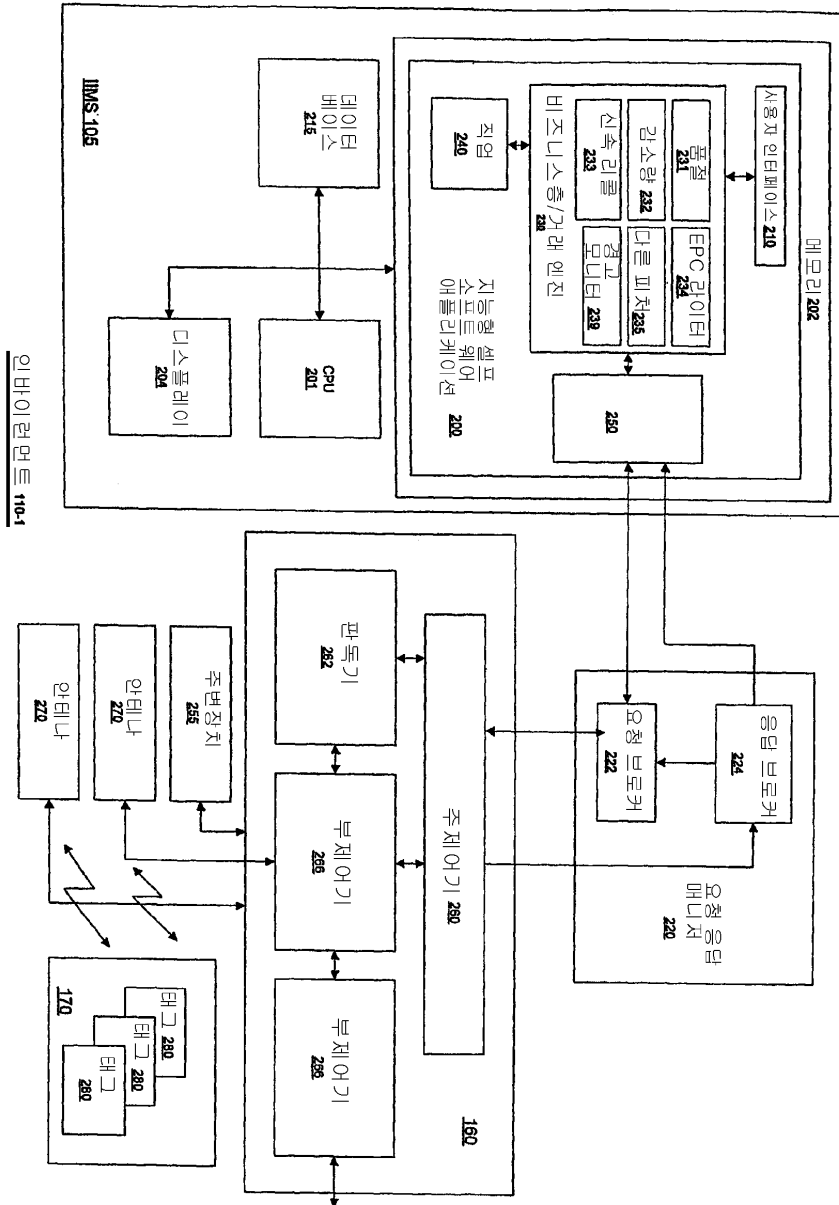 메모리 202
사용자 인터페이스 210
품절
231
EPC 라이터
234
감소량
232
다른 피처
235
신속 리콜
233
경고
모니터
239
비즈니스층/거래 엔진
230
직업
240
250
지능형 셀프
소프트 웨어
애플리케이션
200
데이터
베이스
215
CPU
201
디스플레이
204
IIMS 105
응답 브로커
224
요청 브로커
222
요청 응답
매니저
220
주제어기 260
판독기
262
부제어기
266
부제어기
266
160
주변장치
255
안테나
270
안테나
270
태그 280
태그 280
태그
280
170
인바이런먼트 110-1